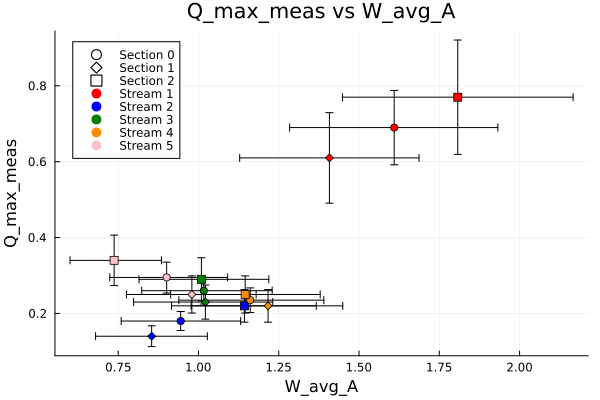 Q_max_meas vs W_avg_A
Section 0
Section 1
Section 2
Stream 1
Stream 2
Stream 3
Stream 4
Stream 5
Q_max_meas
0.8
0.6
0.4
0.2
0.75
1.00
1.25
1.50
1.75
2.00
W_avg_A